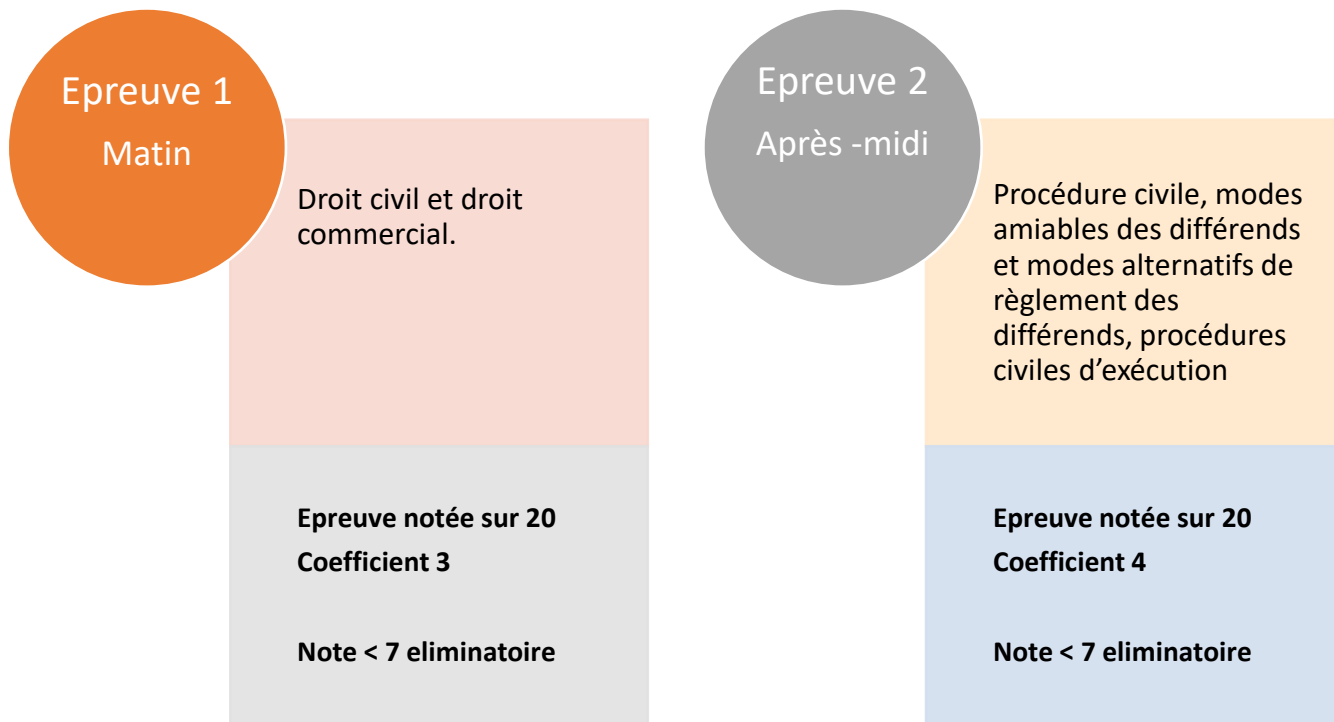 Epreuve 1
Matin
Droit civil et droit
commercial.
Epreuve notée sur 20
Coefficient 3
Note < 7 eliminatoire
Epreuve 2
Après -midi
Procédure civile, modes
amiables des différends
et modes alternatifs de
règlement des
différends, procédures
civiles d’exécution
Epreuve notée sur 20
Coefficient 4
Note < 7 eliminatoire